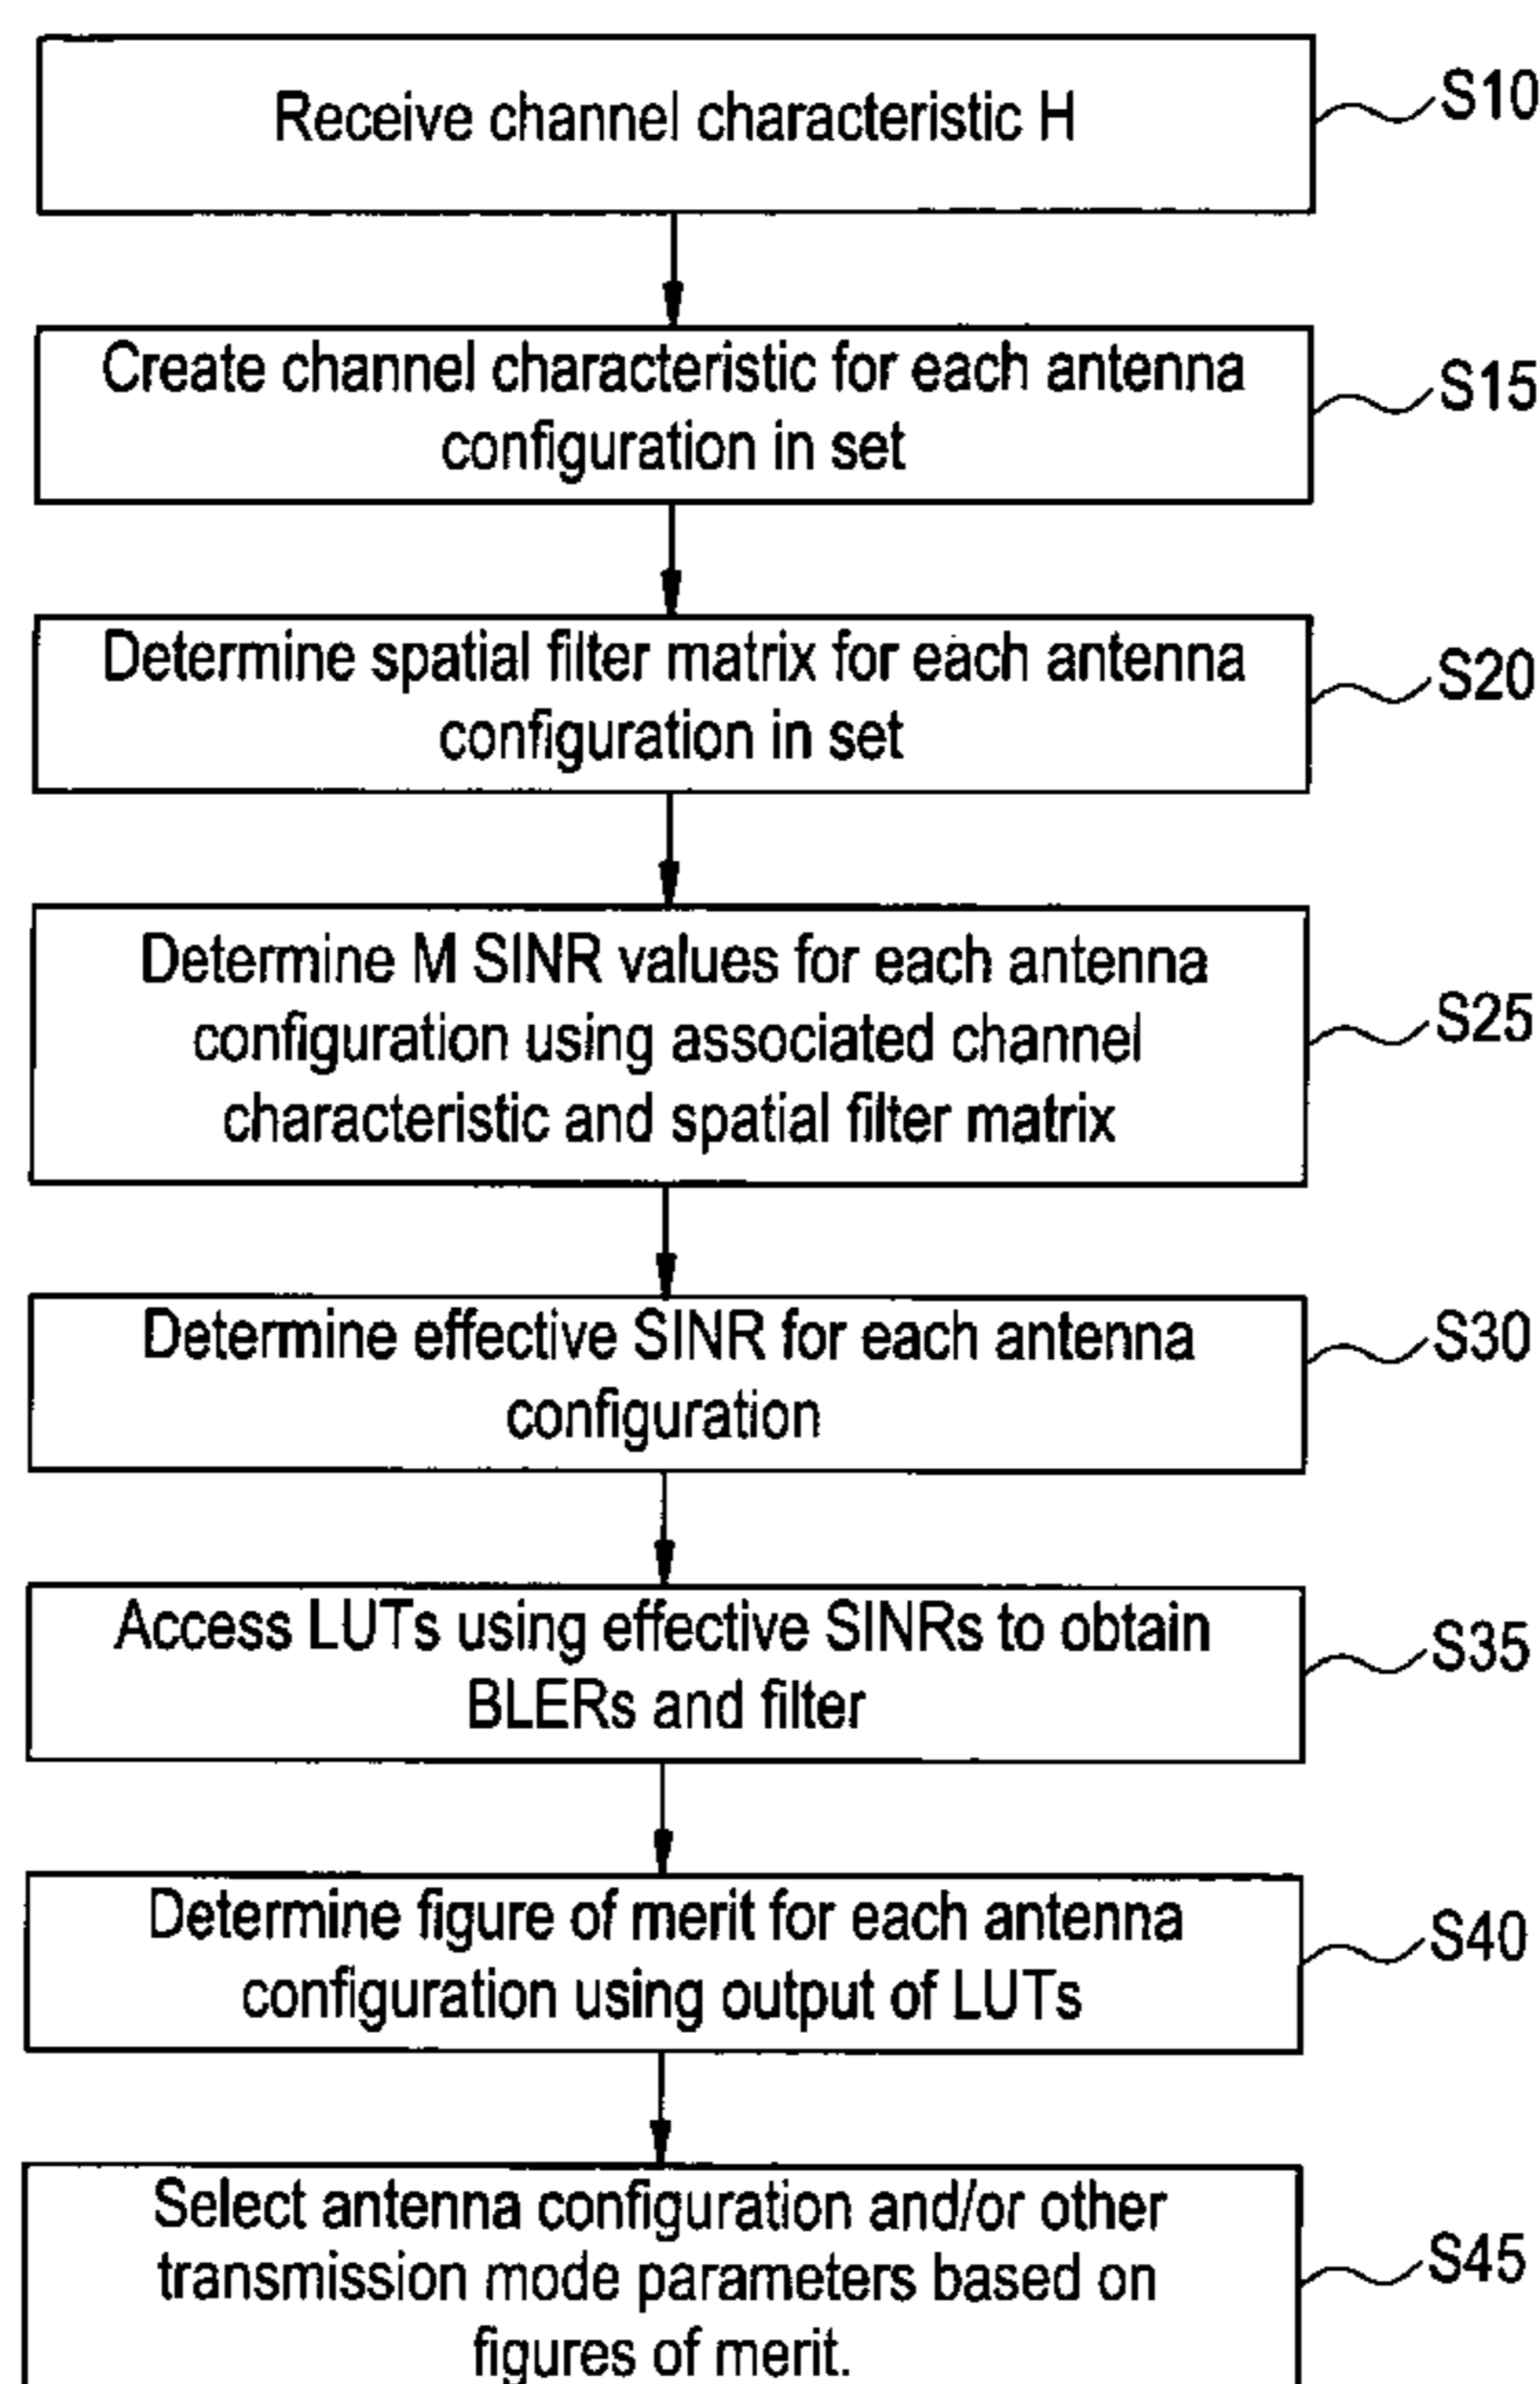 Receive channel characteristic H
S10
Create channel characteristic for each antenna
configuration in set
S15
Determine spatial filter matrix for each antenna
configuration in set
S20
Determine M SINR values for each antenna
configuration using associated channel
characteristic and spatial filter matrix
S25
Determine effective SINR for each antenna
configuration
S30
Access LUTs using effective SINRs to obtain
BLERs and filter
S35
Determine figure of merit for each antenna
configuration using output of LUTs
S40
Select antenna configuration and/or other
transmission mode parameters based on
figures of merit.
S45